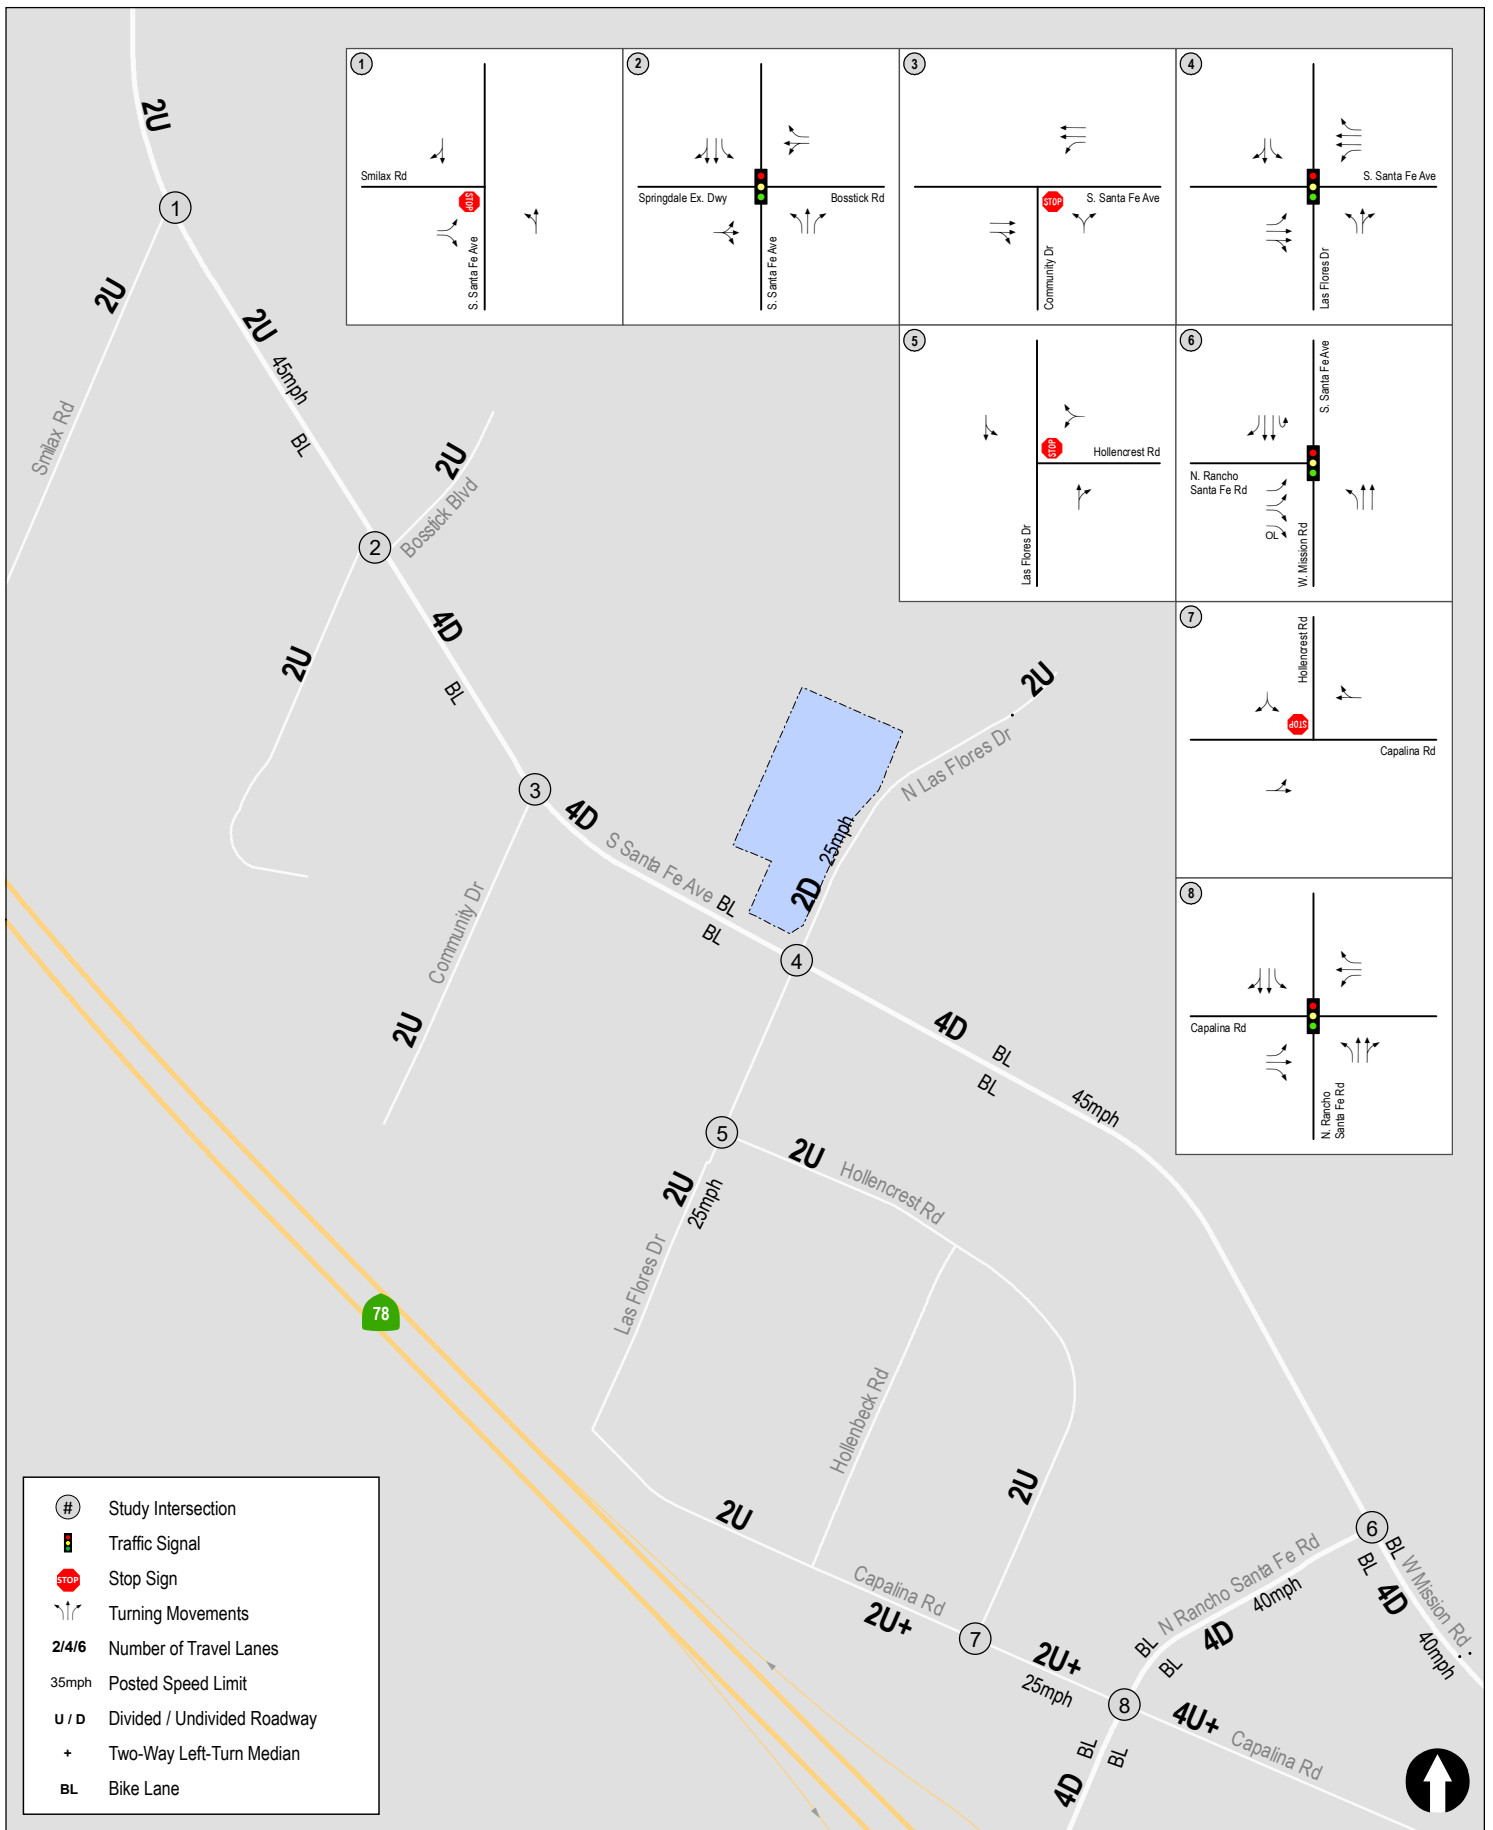 1
Smilax Rd
STOP
S. Santa Fe Ave
2
Springdale Ex. Dwy
Bosstick Rd
S. Santa Fe Ave
3
STOP
S. Santa Fe Ave
Community Dr
4
S. Santa Fe Ave
Las Flores Dr
5
STOP
Hollencrest Rd
Las Flores Dr
6
S. Santa Fe Ave
N. Rancho
Santa Fe Rd
OL
W. Mission Rd
7
Hollencrest Rd
STOP
Capalina Rd
8
Capalina Rd
N. Rancho
Santa Fe Rd
2U
1
2U
2U
45mph
BL
Smilax Rd
2U
Bosstick Blvd
2
4D
2U
BL
2U
N Las Flores Dr
3
4D
S Santa Fe Ave
BL
BL
25mph
2D
Community Dr
2U
4
4D
BL
BL
45mph
5
2U
Hollencrest Rd
2U
25mph
Las Flores Dr
78
Hollenbeck Rd
2U
2U
6
BL
BL
W Mission Rd
4D
40mph
N Rancho Santa Fe Rd
40mph
4D
BL
BL
Capalina Rd
2U+
7
2U+
25mph
8
4U+
Capalina Rd
BL
BL
4D
# Study Intersection
Traffic Signal
STOP Stop Sign
Turning Movements
2/4/6 Number of Travel Lanes
35mph Posted Speed Limit
U / D Divided / Undivided Roadway
+ Two-Way Left-Turn Median
BL Bike Lane